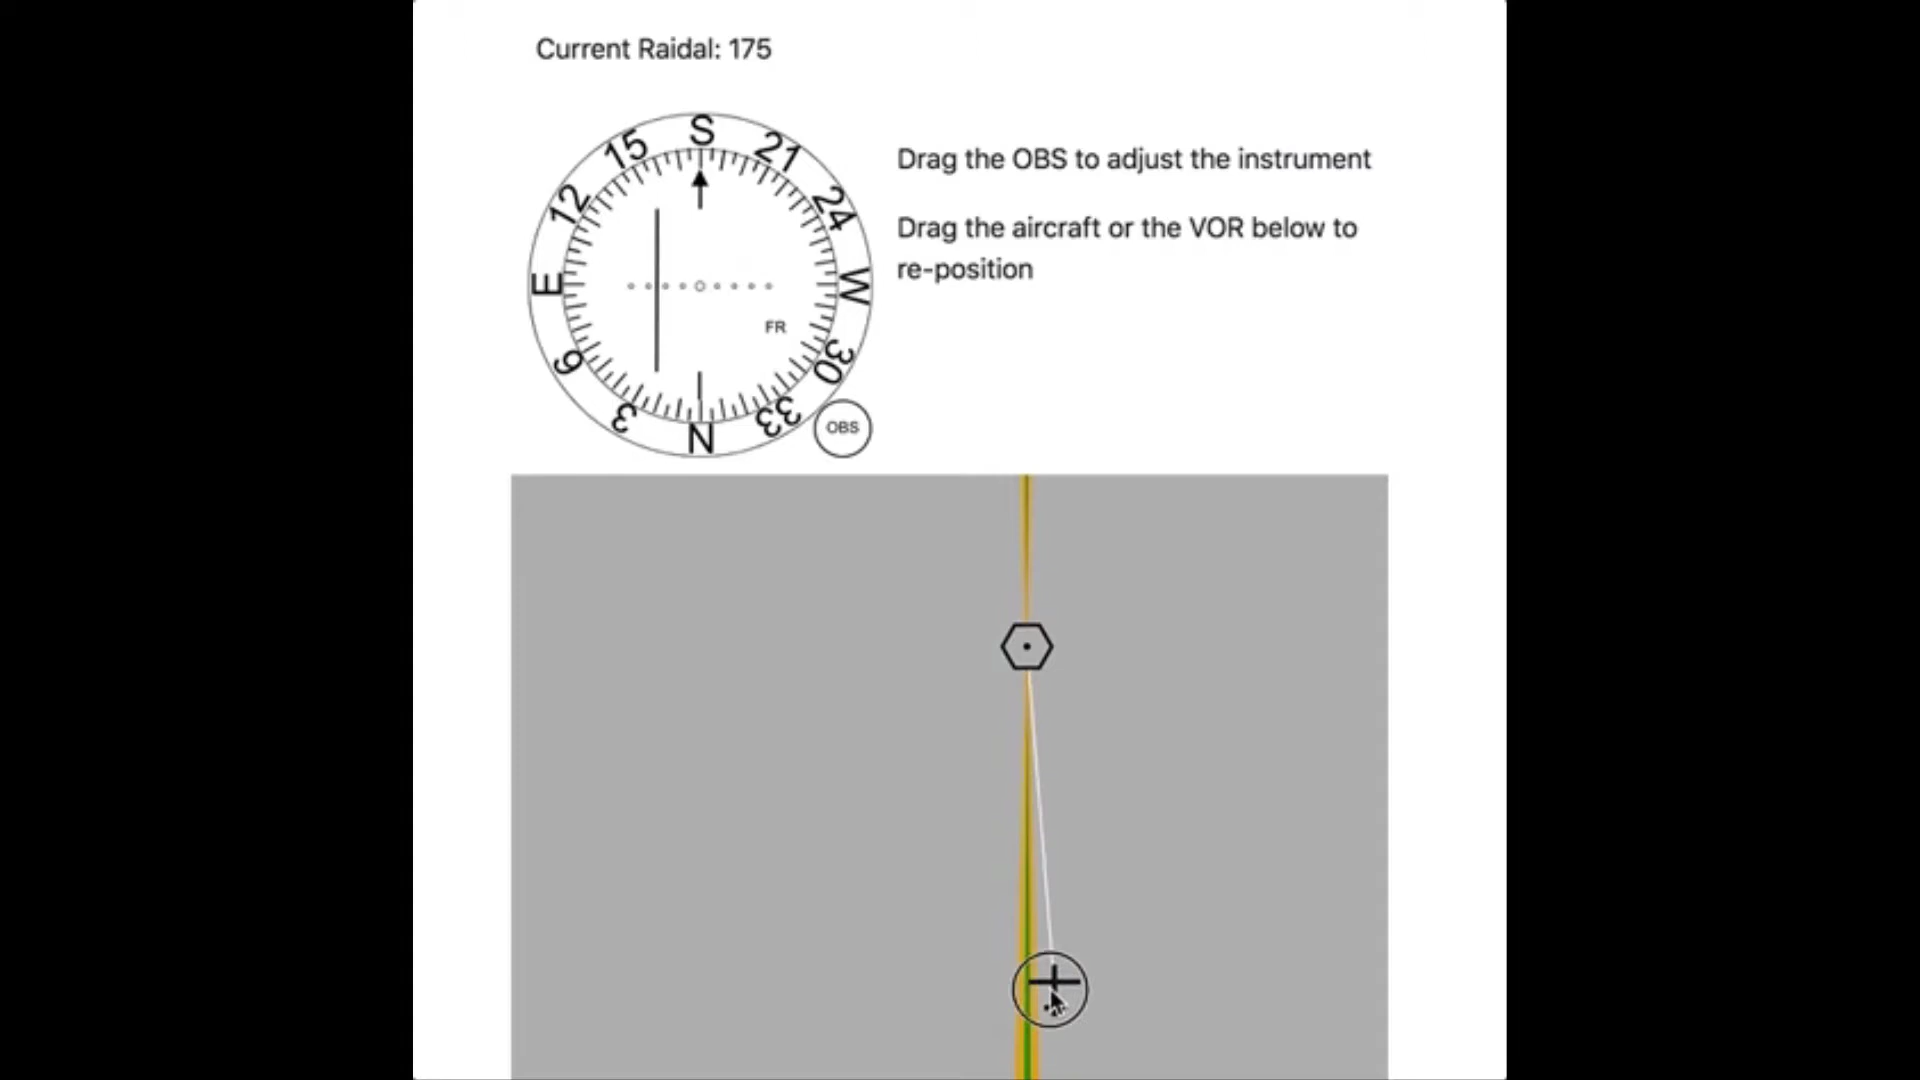 Current Raidal: 175
S
15
21
Drag the OBS to adjust the instrument
12
24
Drag the aircraft or the VOR below to
re-position
E
W
FR
6
30
3
33
N
OBS